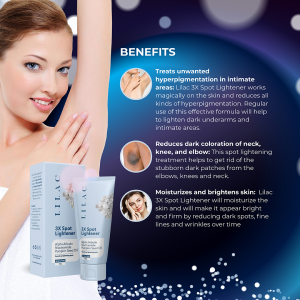 BENEFITS
Treats unwanted
hyperpigmentation in intimate
areas: Lilac 3X Spot Lightener works
magically on the skin and reduces all
kinds of hyperpigmentation. Regular
use of this effective formula will help
to lighten dark underarms and
intimate areas.
Reduces dark coloration of neck,
knee, and elbow: This spot lightening
treatment helps to get rid of the
stubborn dark patches from the
elbows, knees and neck.
Moisturizes and brightens skin: Lilac
3X Spot Lightener will moisturize the
skin and will make it appear bright
and firm by reducing dark spots, fine
lines and wrinkles over time
LILAC
3X Spot
Lightener
LILAC
3X Spot
Lightener